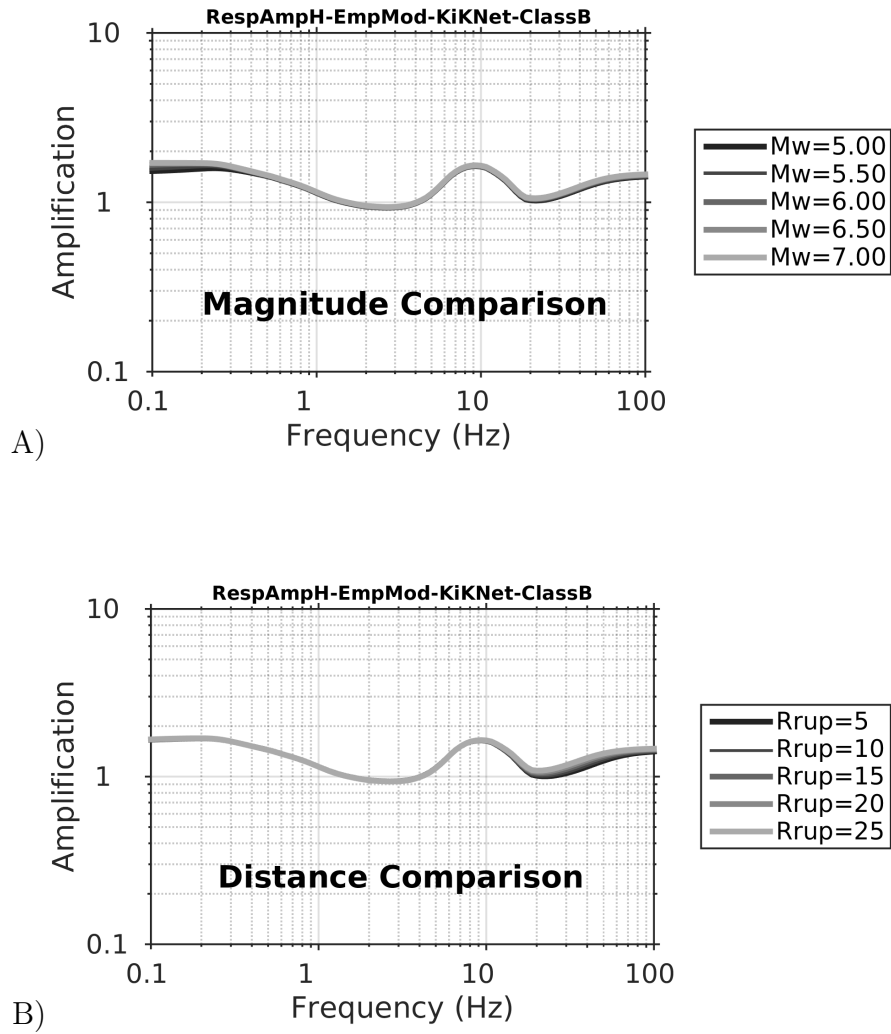 RespAmpH-EmpMod-KiKNet-ClassB
10
1
0.1
Amplification
Magnitude Comparison
0.1 1 10 100
Frequency (Hz)
Mw=5.00
Mw=5.50
Mw=6.00
Mw=6.50
Mw=7.00
A)
RespAmpH-EmpMod-KiKNet-ClassB
10
1
0.1
Amplification
Distance Comparison
0.1 1 10 100
Frequency (Hz)
Rrup=5
Rrup=10
Rrup=15
Rrup=20
Rrup=25
B)